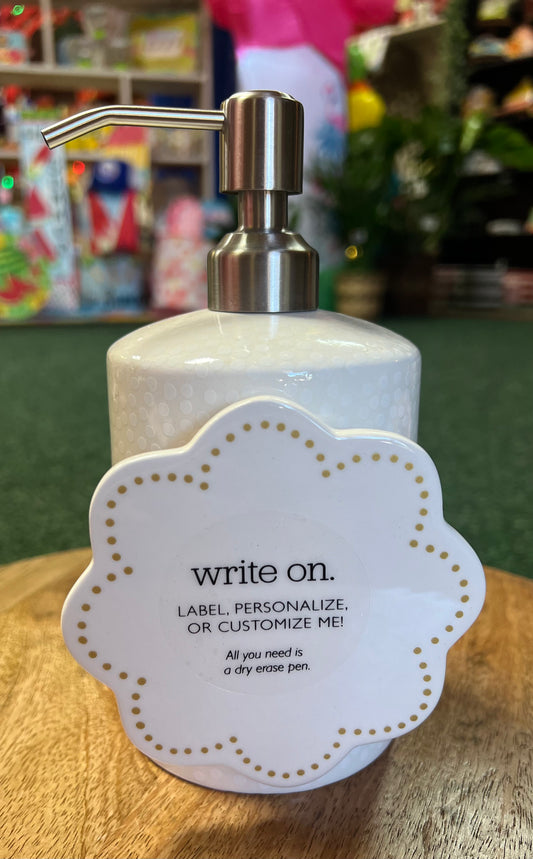 write on.
LABEL, PERSONALIZE,
OR CUSTOMIZE ME!
All you need is
a dry erase pen.